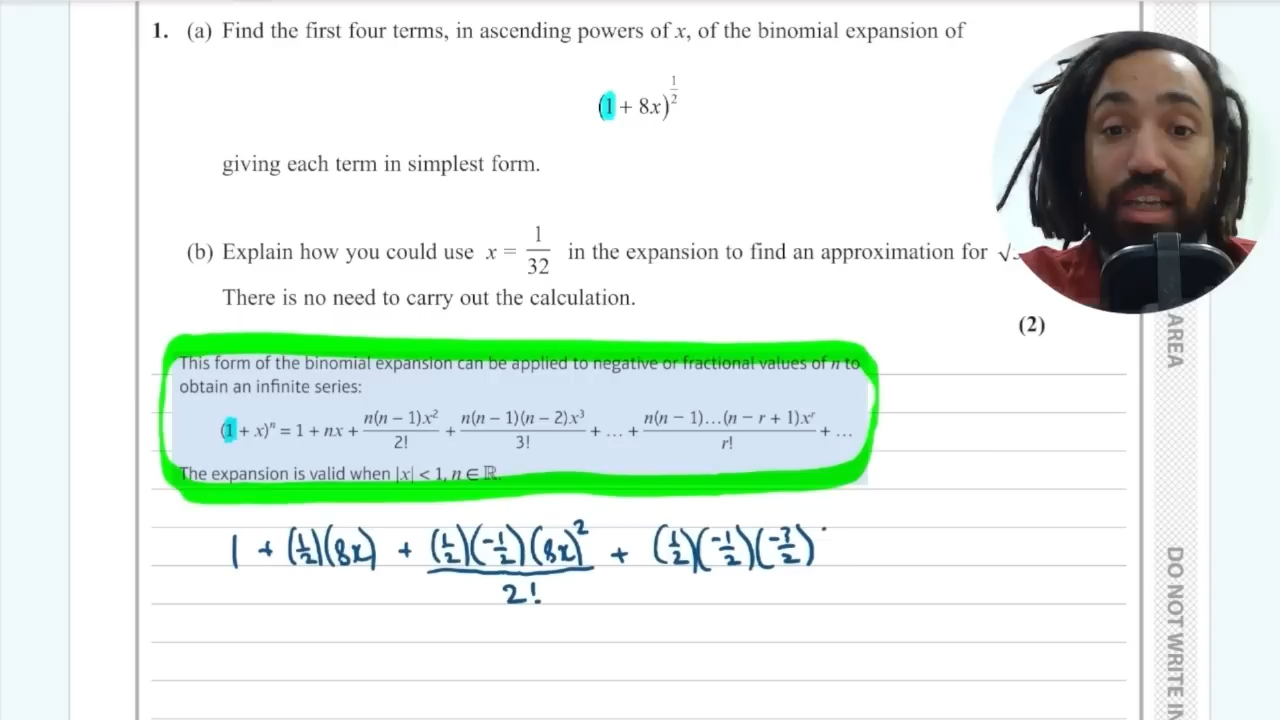 1. (a) Find the first four terms, in ascending powers of x, of the binomial expansion of
(1 + 8x)^{1/2}
giving each term in simplest form.
(b) Explain how you could use x = 1/32 in the expansion to find an approximation for √
There is no need to carry out the calculation.
(2)
This form of the binomial expansion can be applied to negative or fractional values of n to
obtain an infinite series:
(1 + x)^n = 1 + nx + n(n − 1)x²/2! + n(n − 1)(n − 2)x³/3! + ... + n(n − 1)...(n − r + 1)x^r/r! + ...
The expansion is valid when |x| < 1, n ∈ ℝ.
1 + (1/2)(8x) + (1/2)(-1/2)(8x)²/2! + (1/2)(-1/2)(-3/2)
AREA
DO NOT WRITE IN